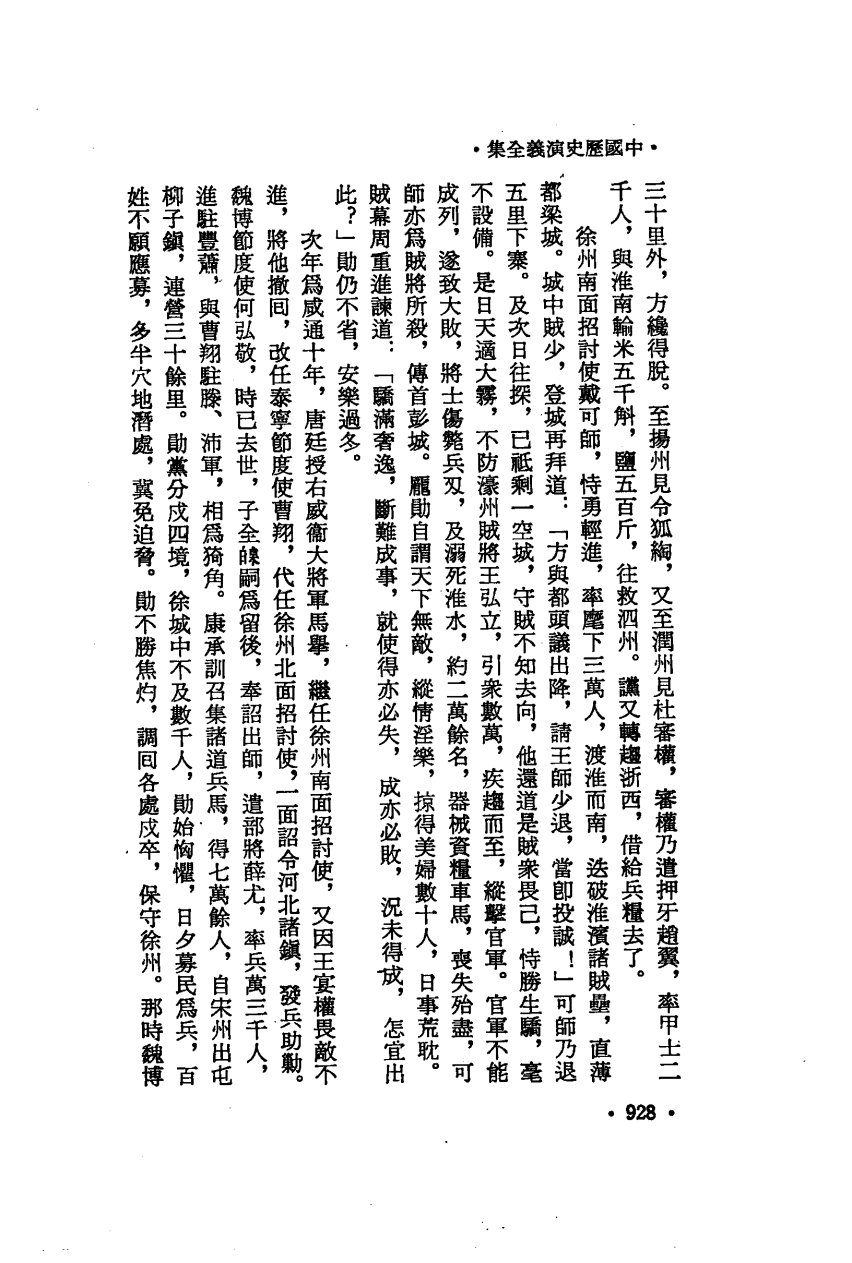 ·中國歷史演義全集·
三十里外，方纔得脫。至揚州見令狐綯，又至潤州見杜審權，審權乃遣押牙趙翼，率甲士二
千人，與淮南輸米五千斛，鹽五百斤，往救泗州。讜又轉趨浙西，借給兵糧去了。
徐州南面招討使戴可師，恃勇輕進，率麾下三萬人，渡淮而南，迭破淮濱諸賊壘，直薄
都梁城。城中賊少，登城再拜道：「方與都頭議出降，請王師少退，當卽投誠！」可師乃退
五里下寨。及次日往探，已祗剩一空城，守賊不知去向，他還道是賊衆畏己，恃勝生驕，毫
不設備。是日天適大霧，不防濠州賊將王弘立，引衆數萬，疾趨而至，縱擊官軍。官軍不能
成列，遂致大敗，將士傷斃兵刄，及溺死淮水，約二萬餘名，器械資糧車馬，喪失殆盡，可
師亦爲賊將所殺，傳首彭城。龐勛自謂天下無敵，縱情淫樂，掠得美婦數十人，日事荒耽。
賊幕周重進諫道：「驕滿奢逸，斷難成事，就使得亦必失，成亦必敗，況未得成，怎宜出
此？」勛仍不省，安樂過冬。
次年爲咸通十年，唐廷授右威衞大將軍馬舉，繼任徐州南面招討使，又因王宴權畏敵不
進，將他撤囘，改任泰寧節度使曹翔，代任徐州北面招討使，一面詔令河北諸鎮，發兵助勦。
魏博節度使何弘敬，時已去世，子全皞嗣爲留後，奉詔出師，遣部將薛尤，率兵萬三千人，
進駐豐蕭，與曹翔駐滕、沛軍，相爲猗角。康承訓召集諸道兵馬，得七萬餘人，自宋州出屯
柳子鎮，連營三十餘里。勛黨分戍四境，徐城中不及數千人，勛始恟懼，日夕募民爲兵，百
姓不願應募，多半穴地潛處，冀免迫脅。勛不勝焦灼，調囘各處戍卒，保守徐州。那時魏博
·928·